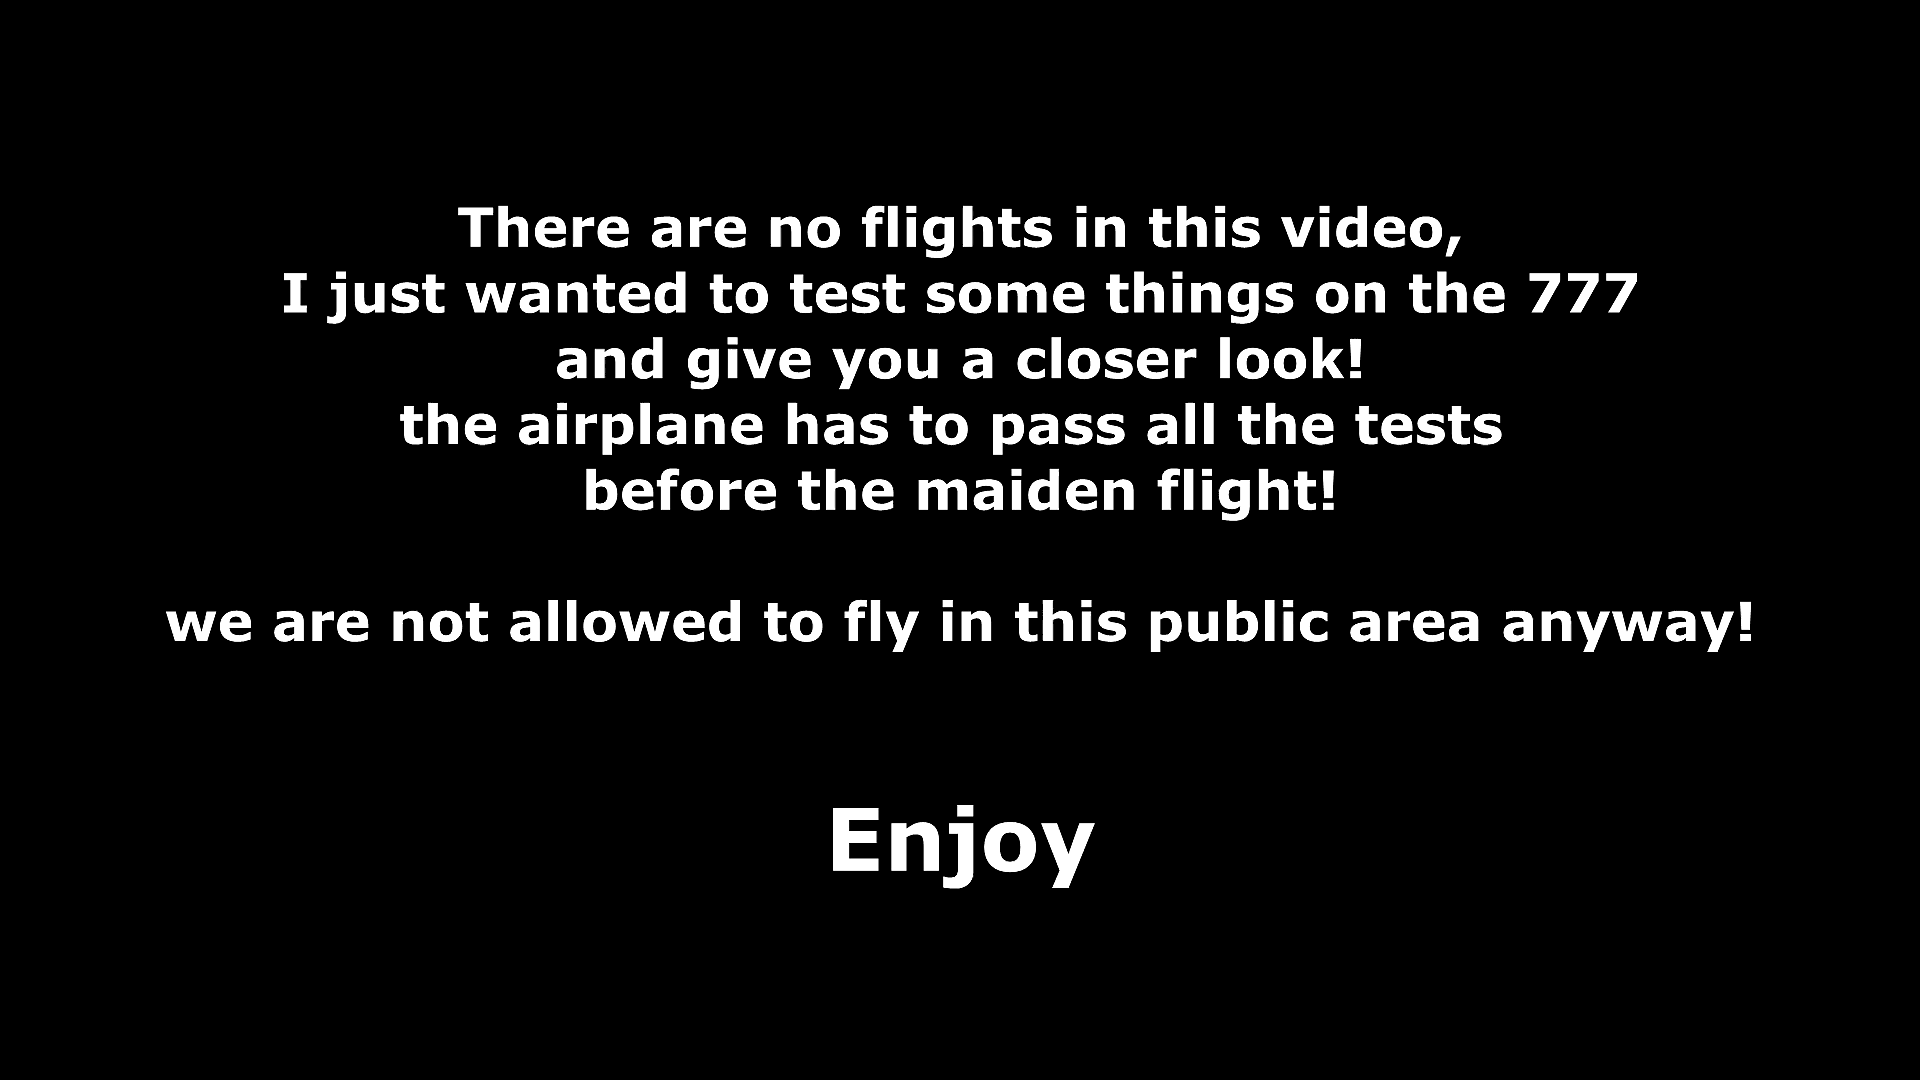 There are no flights in this video,
I just wanted to test some things on the 777
and give you a closer look!
the airplane has to pass all the tests
before the maiden flight!
we are not allowed to fly in this public area anyway!
Enjoy